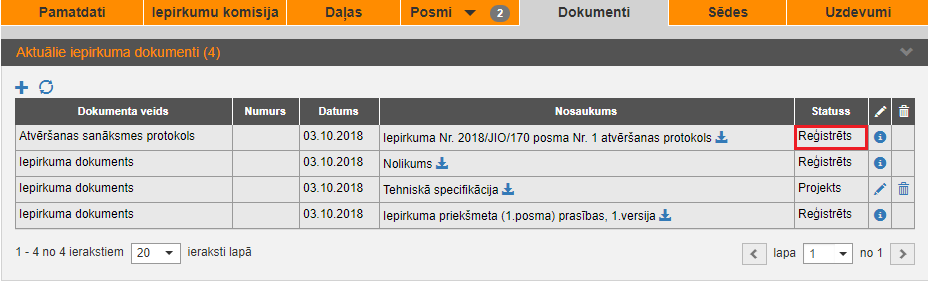 Pamatdati Iepirkumu komisija Daļas Posmi 2 Dokumenti Sēdes Uzdevumi
Aktuālie iepirkuma dokumenti (4)
Dokumenta veids Numurs Datums Nosaukums Statuss
Atvēršanas sanāksmes protokols 03.10.2018 Iepirkuma Nr. 2018/JIO/170 posma Nr. 1 atvēršanas protokols Reģistrēts
Iepirkuma dokuments 03.10.2018 Nolikums Reģistrēts
Iepirkuma dokuments 03.10.2018 Tehniskā specifikācija Projekts
Iepirkuma dokuments 03.10.2018 Iepirkuma priekšmeta (1.posma) prasības, 1.versija Reģistrēts
1 - 4 no 4 ierakstiem 20 ieraksti lapā lapa 1 no 1